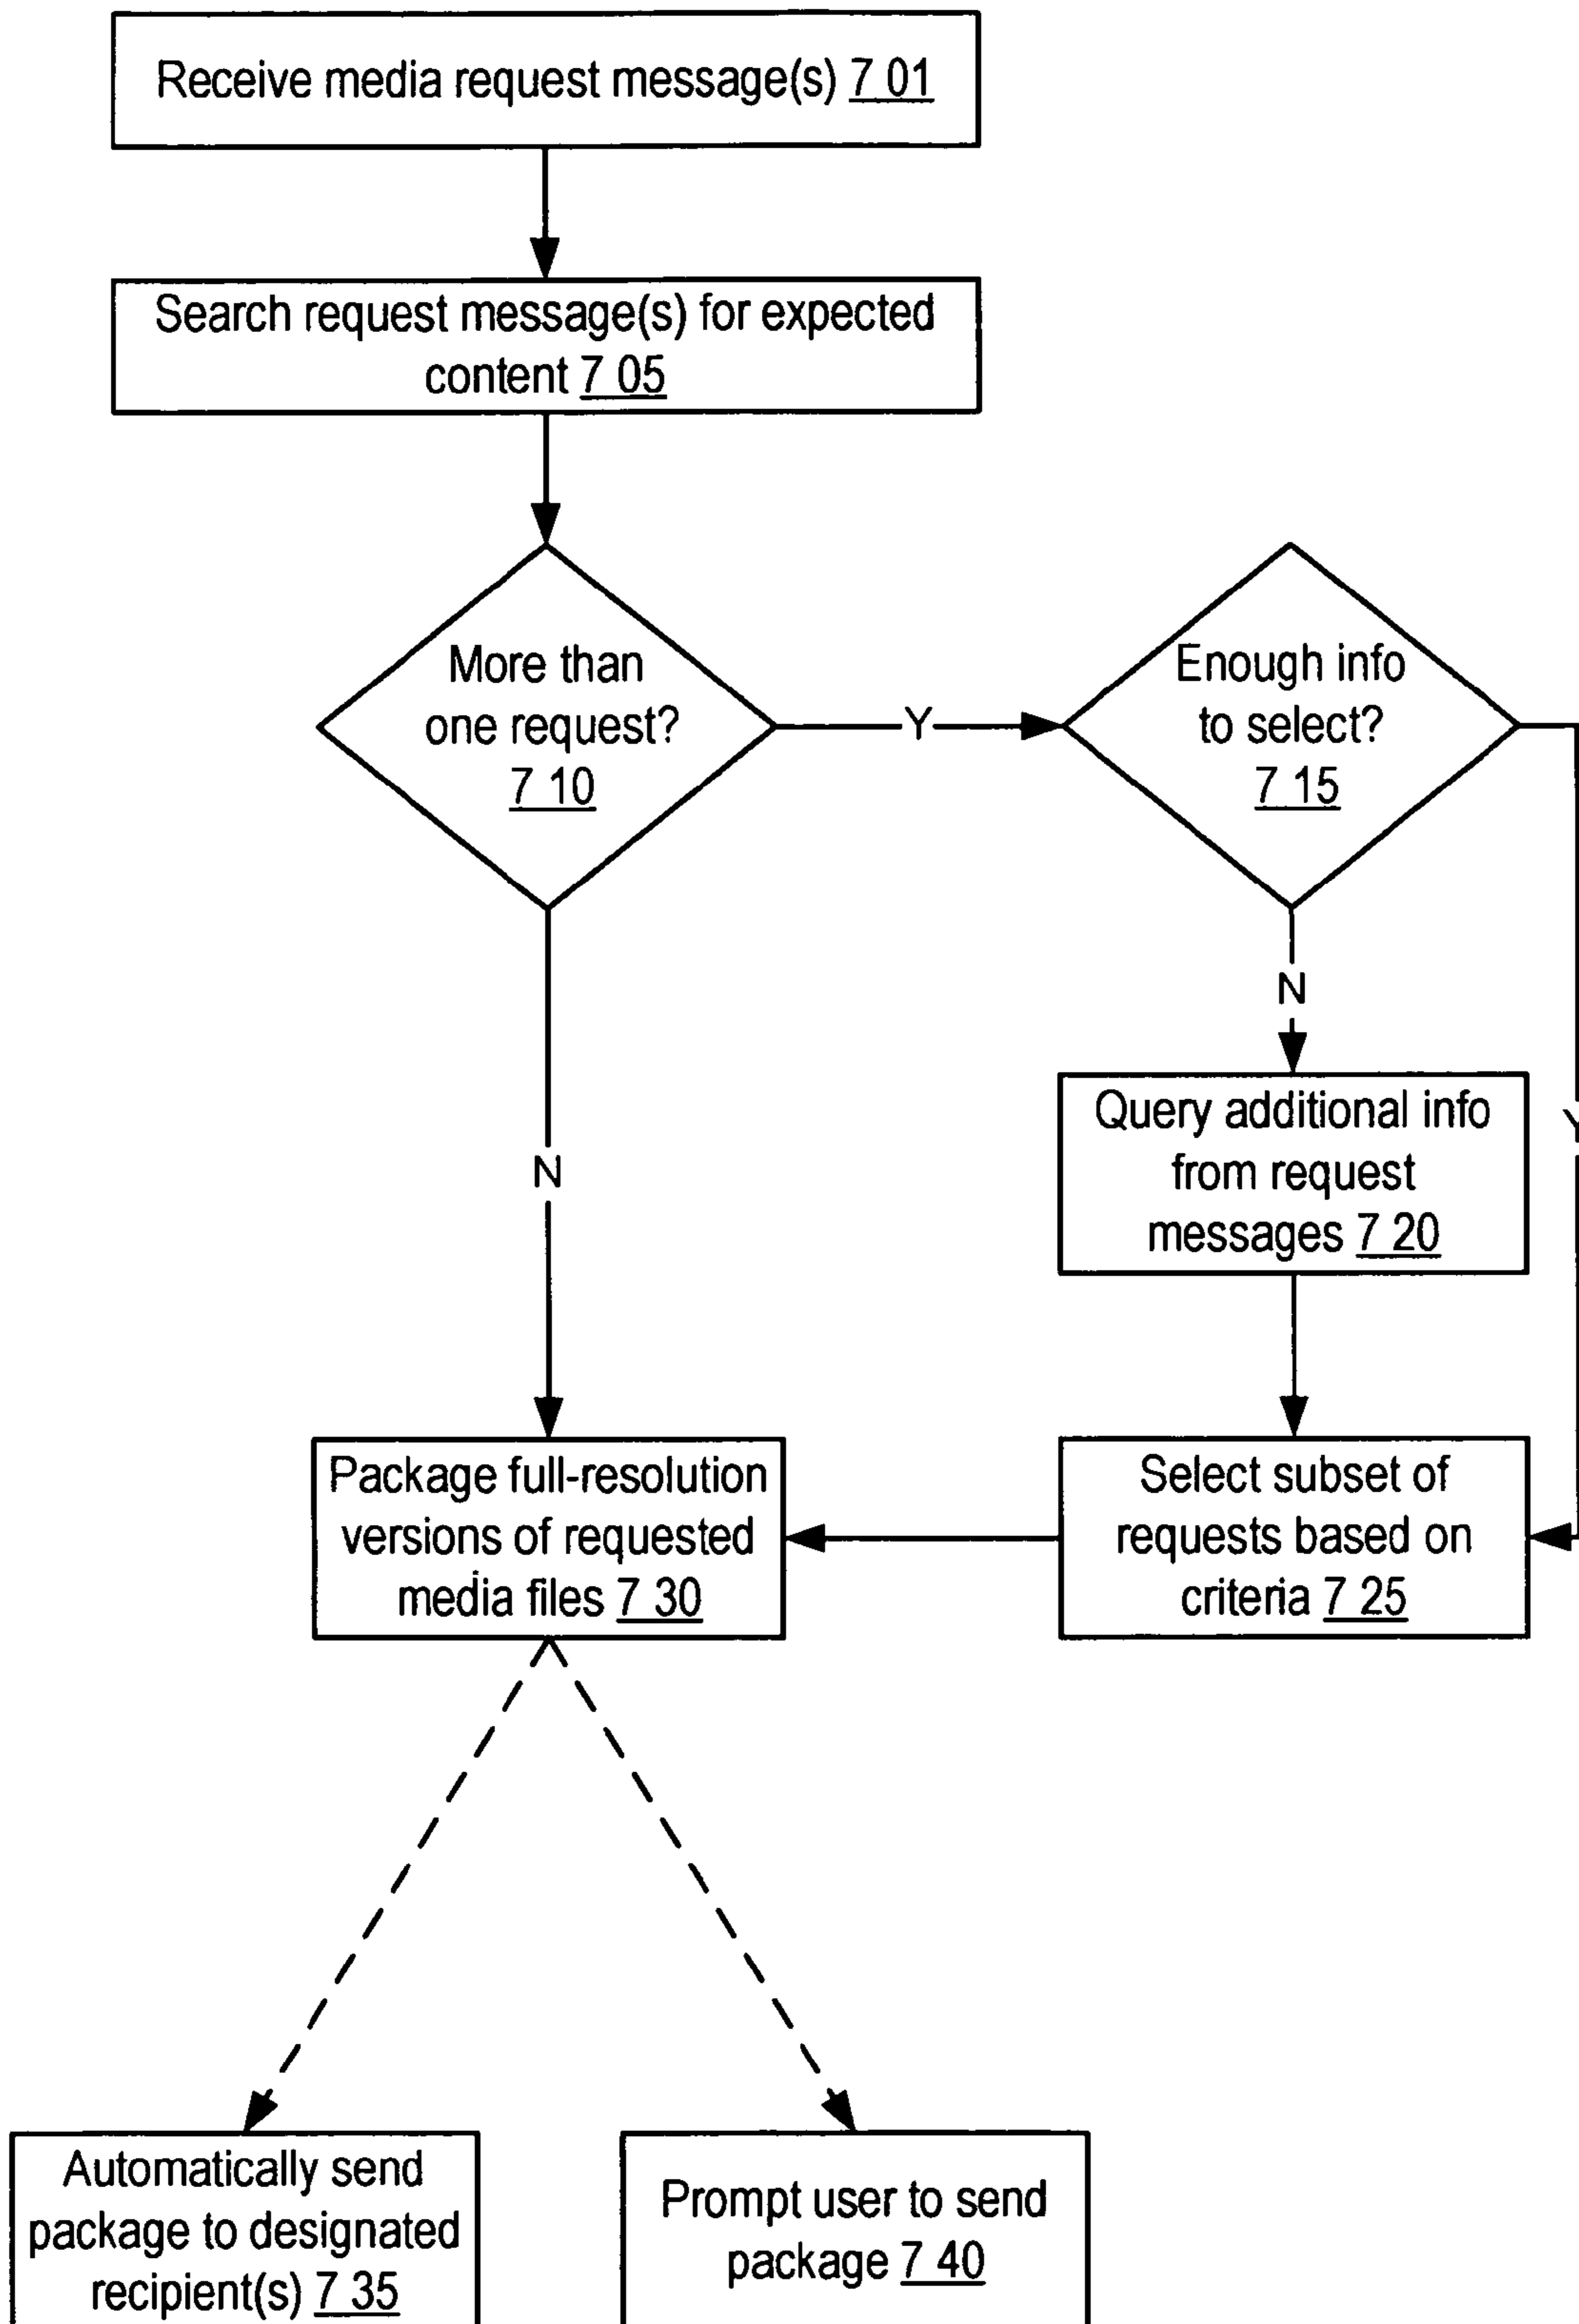 Receive media request message(s) 7 01
Search request message(s) for expected
content 7 05
More than
one request?
7 10
Y
Enough info
to select?
7 15
N
Query additional info
from request
messages 7 20
Y
N
Package full-resolution
versions of requested
media files 7 30
Select subset of
requests based on
criteria 7 25
Automatically send
package to designated
recipient(s) 7 35
Prompt user to send
package 7 40